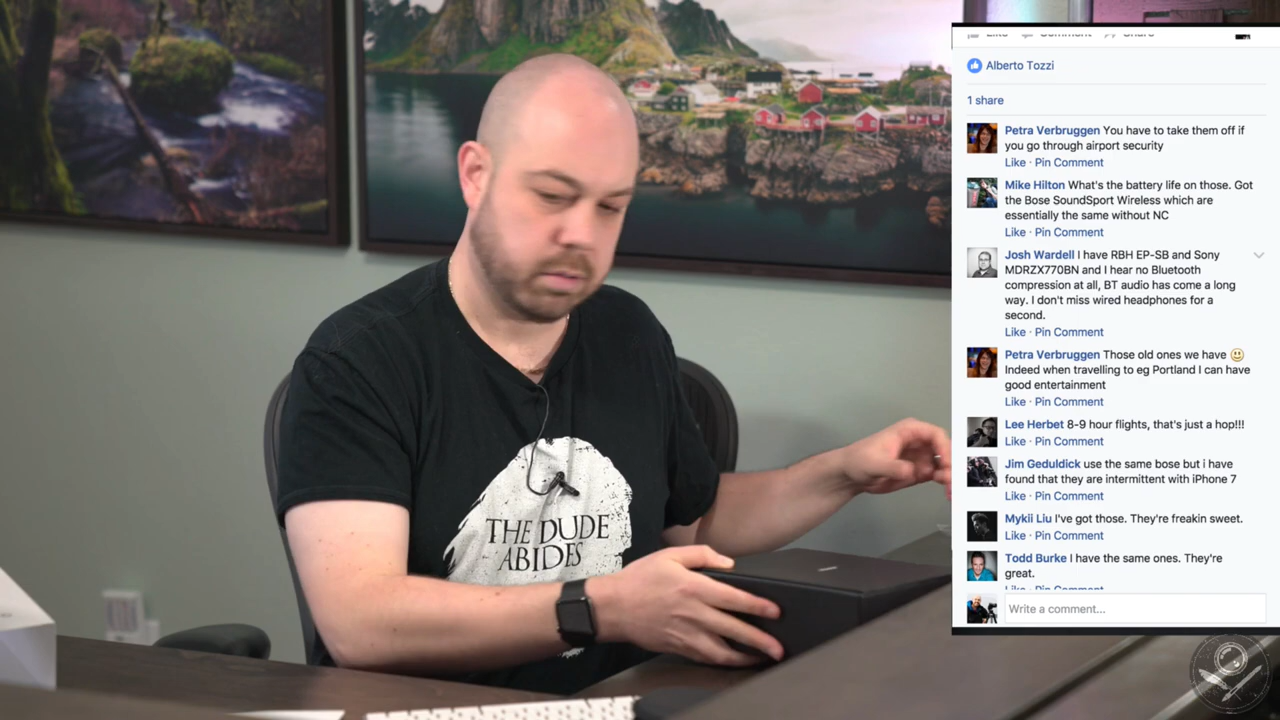 Like Comment Share
Alberto Tozzi
1 share
Petra Verbruggen You have to take them off if
you go through airport security
Like · Pin Comment
Mike Hilton What's the battery life on those. Got
the Bose SoundSport Wireless which are
essentially the same without NC
Like · Pin Comment
Josh Wardell I have RBH EP-SB and Sony
MDRZX770BN and I hear no Bluetooth
compression at all, BT audio has come a long
way. I don't miss wired headphones for a
second.
Like · Pin Comment
Petra Verbruggen Those old ones we have 😃
Indeed when travelling to eg Portland I can have
good entertainment
Like · Pin Comment
Lee Herbet 8-9 hour flights, that's just a hop!!!
Like · Pin Comment
Jim Geduldick use the same bose but i have
found that they are intermittent with iPhone 7
Like · Pin Comment
Mykii Liu I've got those. They're freakin sweet.
Like · Pin Comment
Todd Burke I have the same ones. They're
great.
Like · Pin Comment
Write a comment...
THE DUDE
ABIDES